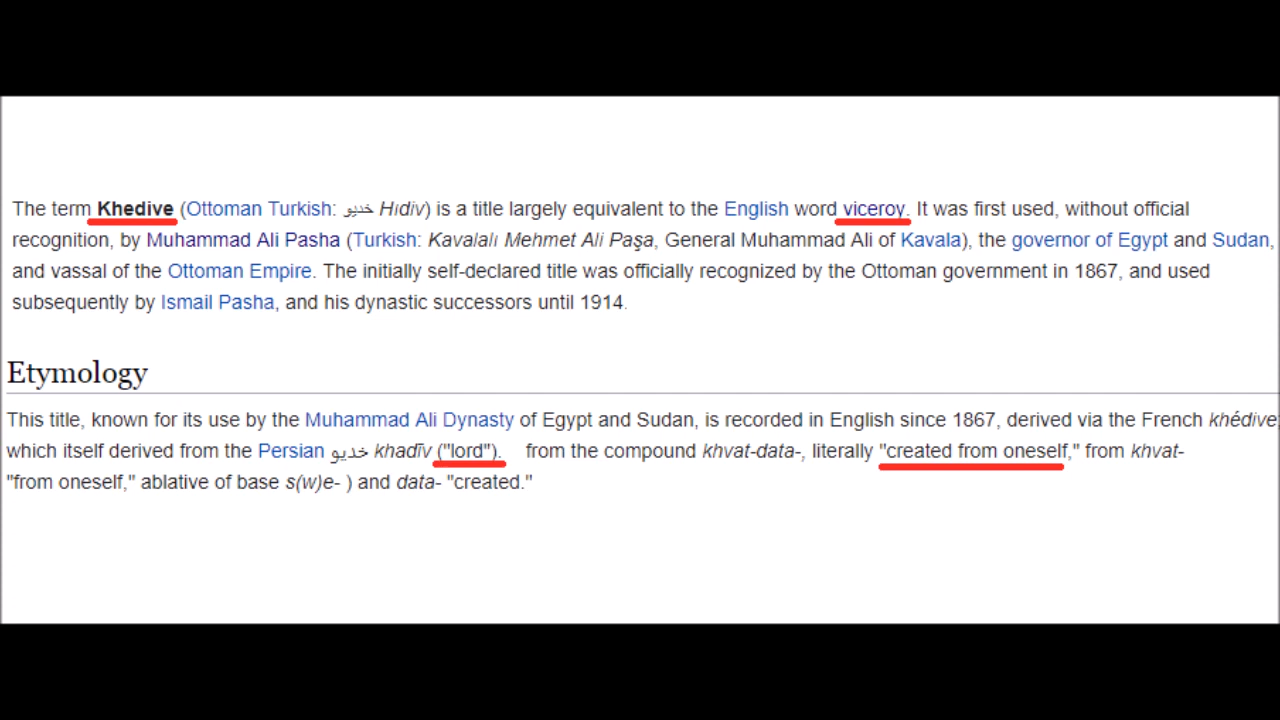 The term Khedive (Ottoman Turkish: خديو Hıdiv) is a title largely equivalent to the English word viceroy. It was first used, without official
recognition, by Muhammad Ali Pasha (Turkish: Kavalalı Mehmet Ali Paşa, General Muhammad Ali of Kavala), the governor of Egypt and Sudan,
and vassal of the Ottoman Empire. The initially self-declared title was officially recognized by the Ottoman government in 1867, and used
subsequently by Ismail Pasha, and his dynastic successors until 1914.
Etymology
This title, known for its use by the Muhammad Ali Dynasty of Egypt and Sudan, is recorded in English since 1867, derived via the French khédive,
which itself derived from the Persian خديو khadīv ("lord"). from the compound khvat-data-, literally "created from oneself," from khvat-
"from oneself," ablative of base s(w)e- ) and data- "created."